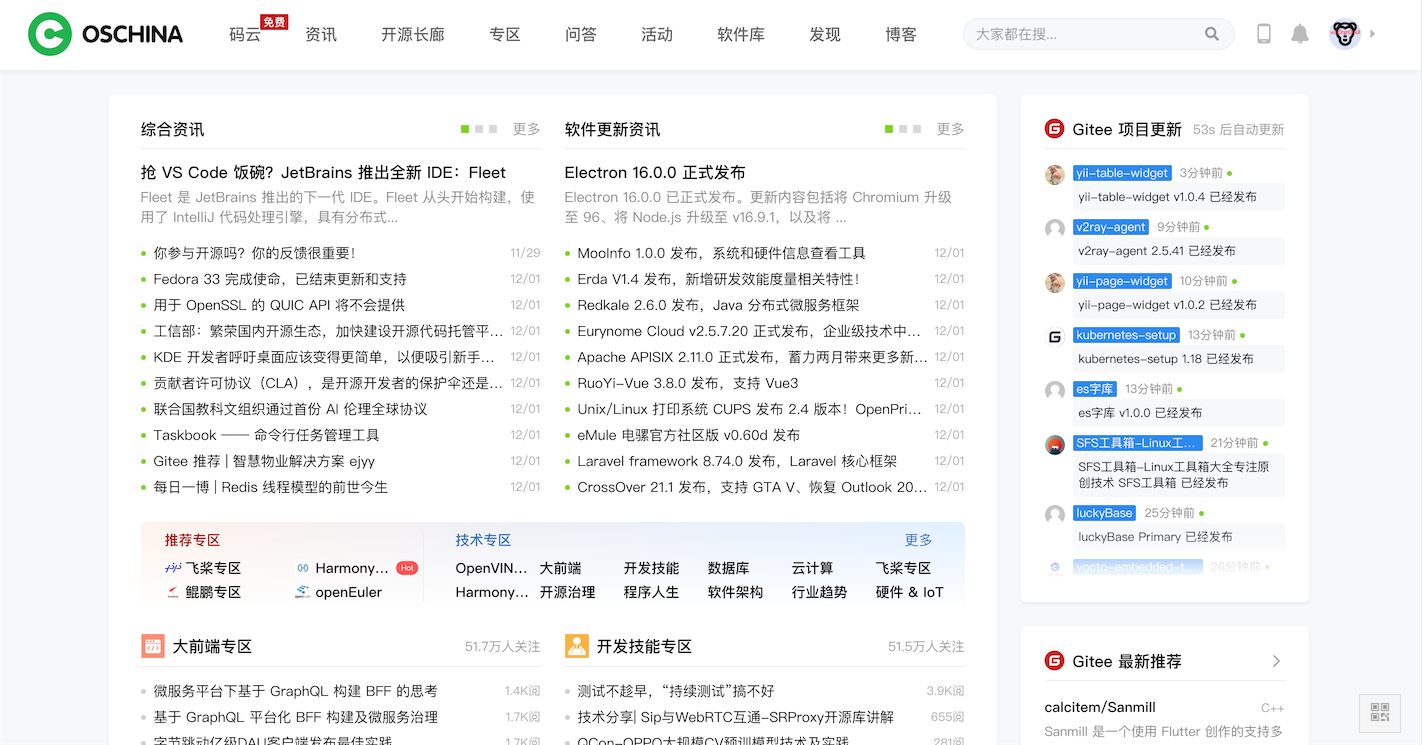 OSCHINA
码云
免费
资讯
开源长廊
专区
问答
活动
软件库
发现
博客
大家都在搜...
综合资讯
更多
抢 VS Code 饭碗？JetBrains 推出全新 IDE：Fleet
Fleet 是 JetBrains 推出的下一代 IDE。Fleet 从头开始构建，使
用了 IntelliJ 代码处理引擎，具有分布式...
你参与开源吗？你的反馈很重要！ 11/29
Fedora 33 完成使命，已结束更新和支持 12/01
用于 OpenSSL 的 QUIC API 将不会提供 12/01
工信部：繁荣国内开源生态，加快建设开源代码托管平... 12/01
KDE 开发者呼吁桌面应该变得更简单，以便吸引新手... 12/01
贡献者许可协议（CLA），是开源开发者的保护伞还是... 12/01
联合国教科文组织通过首份 AI 伦理全球协议 12/01
Taskbook —— 命令行任务管理工具 12/01
Gitee 推荐 | 智慧物业解决方案 ejyy 12/01
每日一博 | Redis 线程模型的前世今生 12/01
软件更新资讯
更多
Electron 16.0.0 正式发布
Electron 16.0.0 已正式发布。更新内容包括将 Chromium 升级
至 96、将 Node.js 升级至 v16.9.1，以及将 ...
MooInfo 1.0.0 发布，系统和硬件信息查看工具 12/01
Erda V1.4 发布，新增研发效能度量相关特性！ 12/01
Redkale 2.6.0 发布，Java 分布式微服务框架 12/01
Eurynome Cloud v2.5.7.20 正式发布，企业级技术中... 12/01
Apache APISIX 2.11.0 正式发布，蓄力两月带来更多新... 12/01
RuoYi-Vue 3.8.0 发布，支持 Vue3 12/01
Unix/Linux 打印系统 CUPS 发布 2.4 版本！OpenPri... 12/01
eMule 电骡官方社区版 v0.60d 发布 12/01
Laravel framework 8.74.0 发布，Laravel 核心框架 12/01
CrossOver 21.1 发布，支持 GTA V、恢复 Outlook 20... 12/01
推荐专区
飞桨专区
Harmony...
Hot
鲲鹏专区
openEuler
技术专区
更多
OpenVIN... 大前端 开发技能 数据库 云计算 飞桨专区
Harmony... 开源治理 程序人生 软件架构 行业趋势 硬件 & IoT
大前端专区
51.7万人关注
微服务平台下基于 GraphQL 构建 BFF 的思考 1.4K阅
基于 GraphQL 平台化 BFF 构建及微服务治理 1.7K阅
字节跳动亿级DAU客户端发布最佳实践 1.7K阅
开发技能专区
51.5万人关注
测试不趁早，“持续测试”搞不好 3.9K阅
技术分享| Sip与WebRTC互通-SRProxy开源库讲解 655阅
QCon-OPPO大规模CV预训模型技术及实践 281阅
Gitee 项目更新
53s 后自动更新
yii-table-widget 3分钟前
yii-table-widget v1.0.4 已经发布
v2ray-agent 9分钟前
v2ray-agent 2.5.41 已经发布
yii-page-widget 10分钟前
yii-page-widget v1.0.2 已经发布
kubernetes-setup 13分钟前
kubernetes-setup 1.18 已经发布
es字库 13分钟前
es字库 v1.0.0 已经发布
SFS工具箱-Linux工... 21分钟前
SFS工具箱-Linux工具箱大全专注原
创技术 SFS工具箱 已经发布
luckyBase 25分钟前
luckyBase Primary 已经发布
yocto-embedded-t 26分钟前
Gitee 最新推荐
calcitem/Sanmill C++
Sanmill 是一个使用 Flutter 创作的支持多